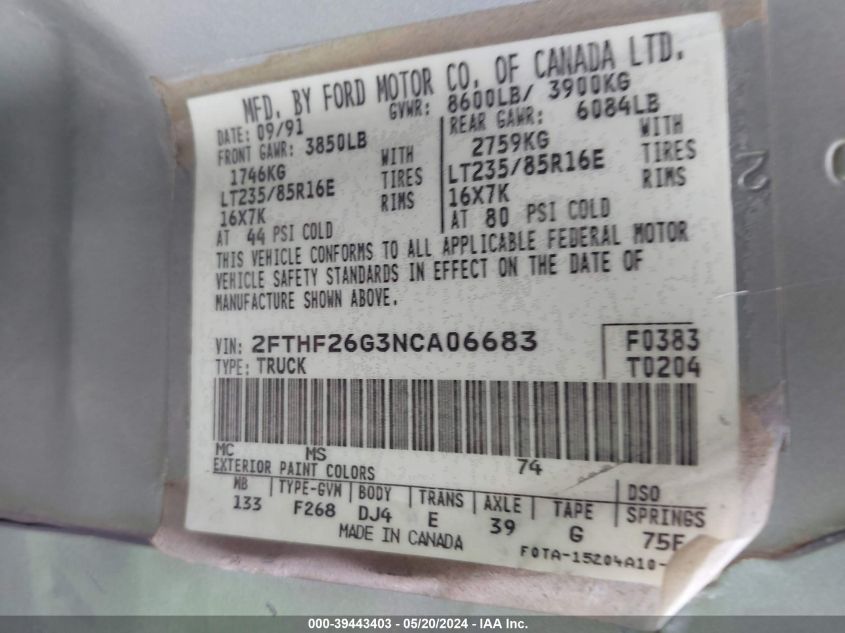 MFD. BY FORD MOTOR CO. OF CANADA LTD.
DATE: 09/91 GVWR: 8600LB/ 3900KG
FRONT GAWR: 3850LB REAR GAWR: 6084LB
1746KG WITH 2759KG WITH
LT235/85R16E TIRES LT235/85R16E TIRES
16X7K RIMS 16X7K RIMS
AT 44 PSI COLD AT 80 PSI COLD
THIS VEHICLE CONFORMS TO ALL APPLICABLE FEDERAL MOTOR
VEHICLE SAFETY STANDARDS IN EFFECT ON THE DATE OF
MANUFACTURE SHOWN ABOVE.
VIN: 2FTHF26G3NCA06683 F0383
TYPE: TRUCK T0204
MC MS 74
EXTERIOR PAINT COLORS DSO
WB TYPE-GVW BODY TRANS AXLE TAPE SPRINGS
133 F268 DJ4 E 39 G 75F
MADE IN CANADA F0TA-15204A10-
2
000-39443403 - 05/20/2024 - IAA Inc.